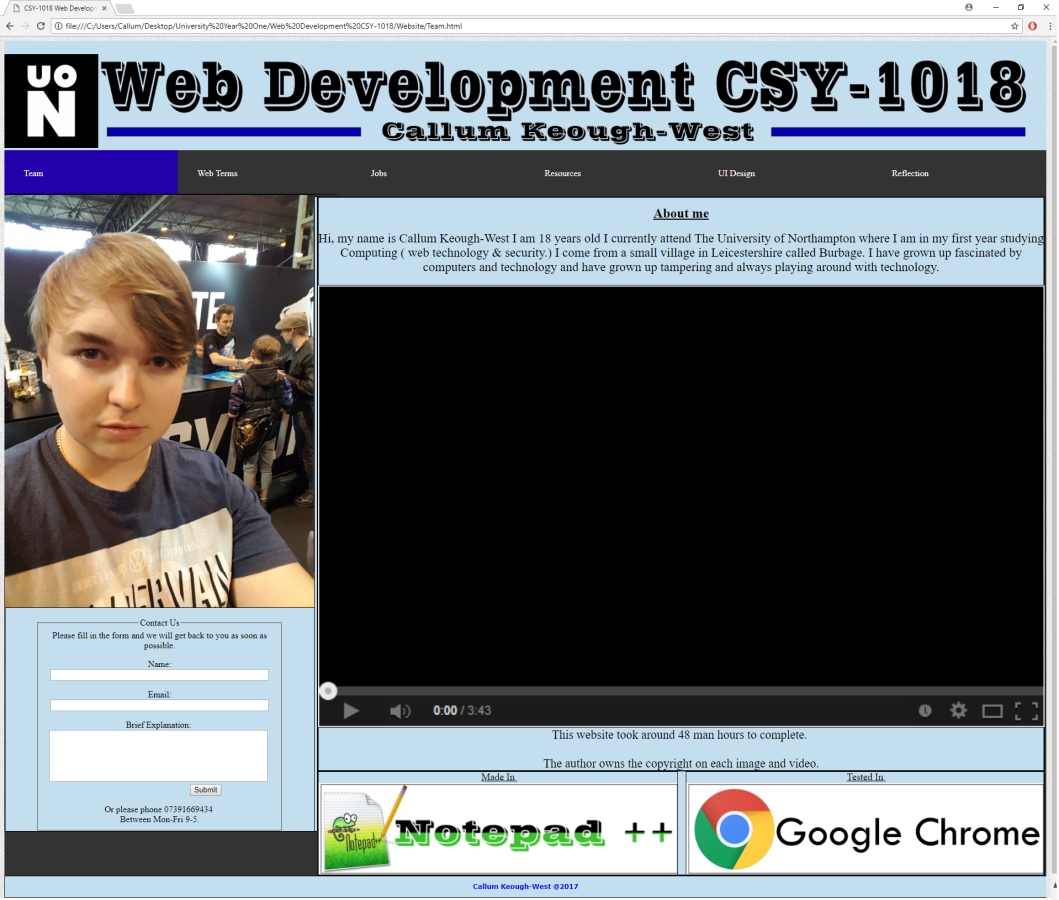 CSY-1018 Web Develop
file:///C:/Users/Callum/Desktop/University%20Year%20One/Web%20Development%20CSY-1018/Website/Team.html
UON
Web Development CSY-1018
Callum Keough-West
Team
Web Terms
Jobs
Resources
UI Design
Reflection
About me
Hi, my name is Callum Keough-West I am 18 years old I currently attend The University of Northampton where I am in my first year studying
Computing ( web technology & security.) I come from a small village in Leicestershire called Burbage. I have grown up fascinated by
computers and technology and have grown up tampering and always playing around with technology.
0:00 / 3:43
This website took around 48 man hours to complete.
The author owns the copyright on each image and video.
Contact Us
Please fill in the form and we will get back to you as soon as
possible.
Name:
Email:
Brief Explanation:
Submit
Or please phone 07391669434
Between Mon-Fri 9-5.
Made In
Notepad++
Notepad ++
Tested In
Google Chrome
Callum Keough-West @2017